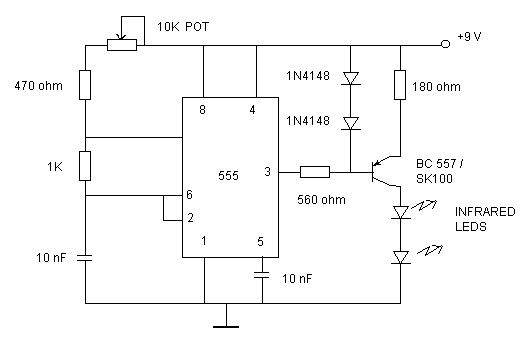 10K POT
+9 V
470 ohm
1N4148
180 ohm
8
4
1N4148
1K
555
3
BC 557 /
SK100
6
560 ohm
2
INFRARED
LEDS
1
5
10 nF
10 nF